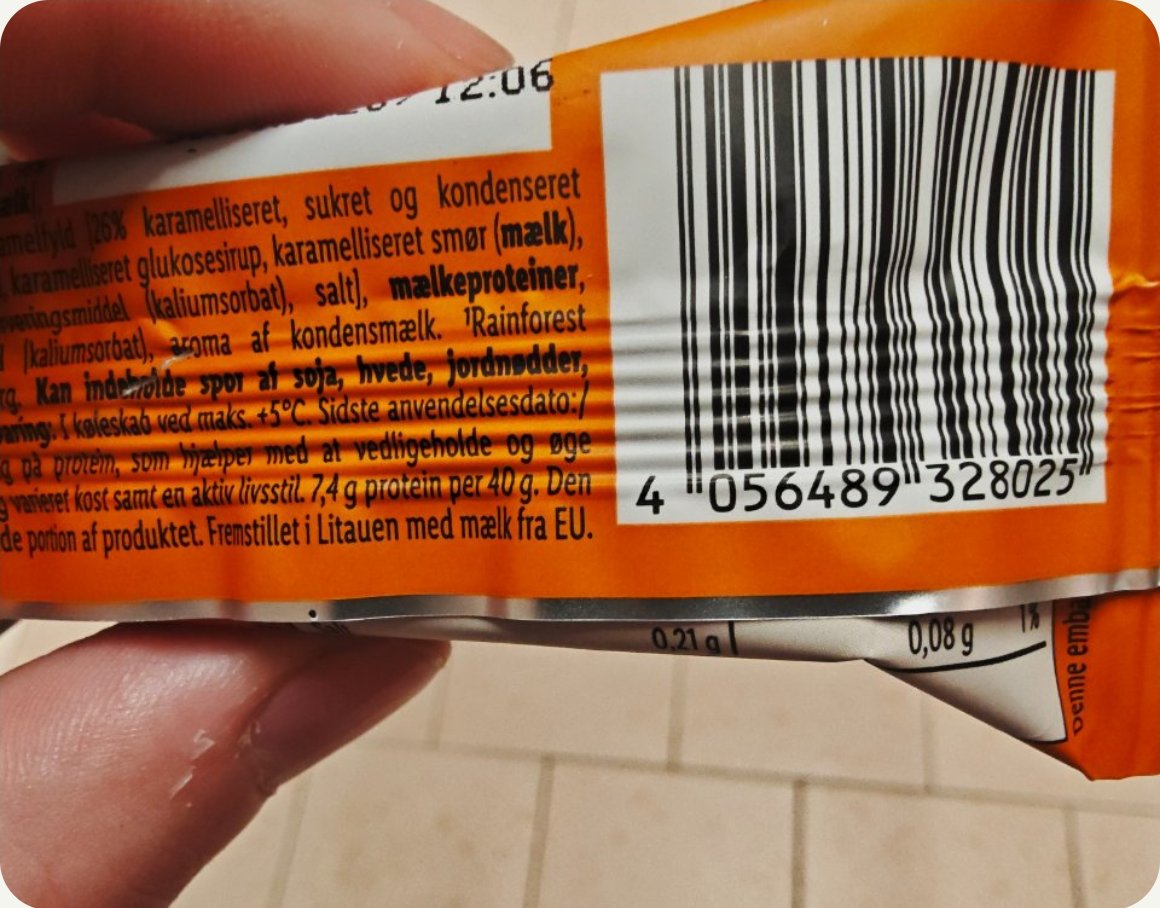 12:06
[26% karamelliseret, sukret og kondenseret
karamelliseret glukosesirup, karamelliseret smør (mælk),
(kaliumsorbat), salt], mælkeproteiner,
(kaliumsorbat), aroma af kondensmælk. ¹Rainforest
Kan indeholde spor af soja, hvede, jordnødder,
I køleskab ved maks. +5°C. Sidste anvendelsesdato:/
på protein, som hjælper med at vedligeholde og øge
varieret kost samt en aktiv livsstil. 7,4 g protein per 40 g. Den
portion af produktet. Fremstillet i Litauen med mælk fra EU.
4 056489 328025
0,21 g
0,08 g
1%
Denne